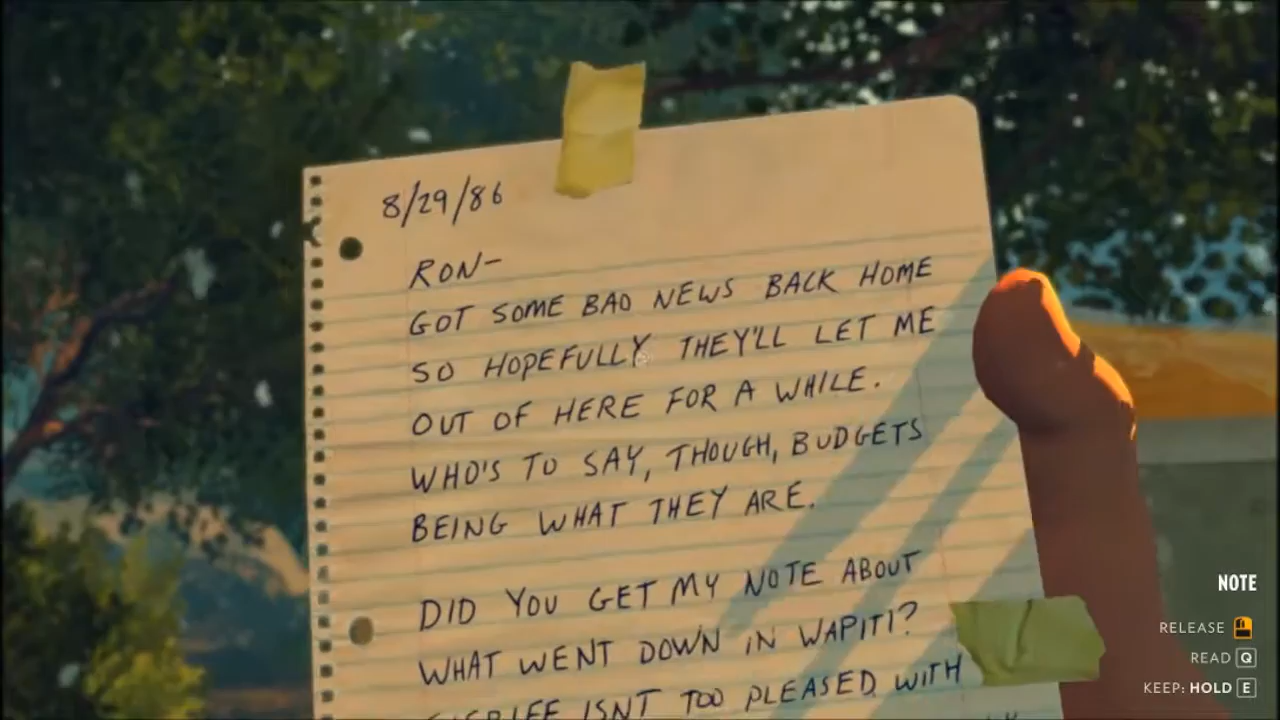 8/29/86
RON-
GOT SOME BAD NEWS BACK HOME
SO HOPEFULLY THEY'LL LET ME
OUT OF HERE FOR A WHILE.
WHO'S TO SAY, THOUGH, BUDGETS
BEING WHAT THEY ARE.
DID YOU GET MY NOTE ABOUT
WHAT WENT DOWN IN WAPITI?
ISNT TOO PLEASED WITH
NOTE
RELEASE
READ Q
KEEP: HOLD E